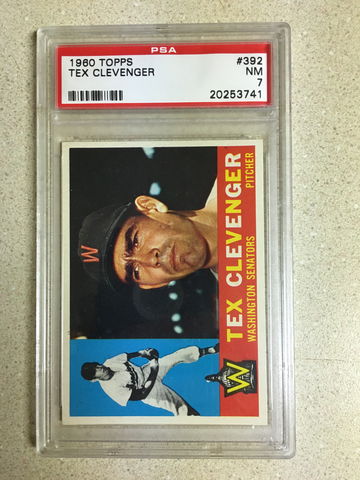 PSA
1960 TOPPS #392
TEX CLEVENGER NM
7
20253741
TEX CLEVENGER
WASHINGTON SENATORS PITCHER
W
W